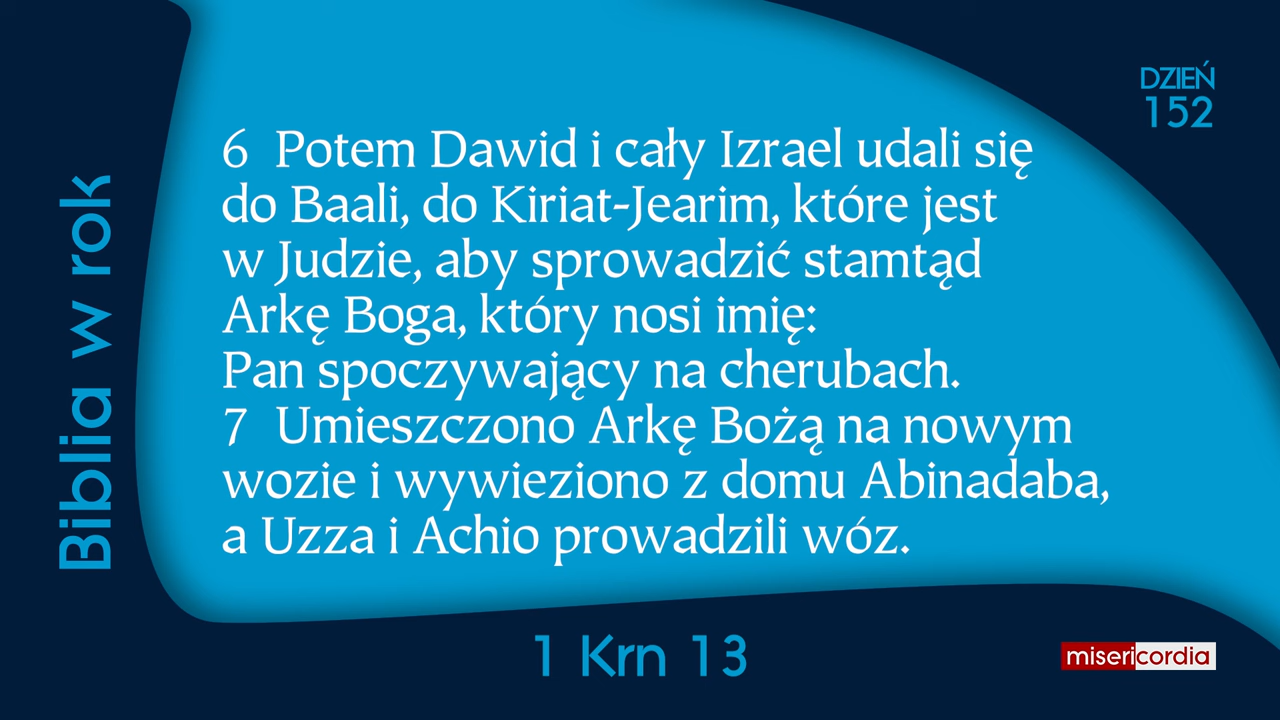 DZIEŃ
152
6 Potem Dawid i cały Izrael udali się
do Baali, do Kiriat-Jearim, które jest
w Judzie, aby sprowadzić stamtąd
Arkę Boga, który nosi imię:
Pan spoczywający na cherubach.
7 Umieszczono Arkę Bożą na nowym
wozie i wywieziono z domu Abinadaba,
a Uzza i Achio prowadzili wóz.
Biblia w rok
1 Krn 13
misericordia